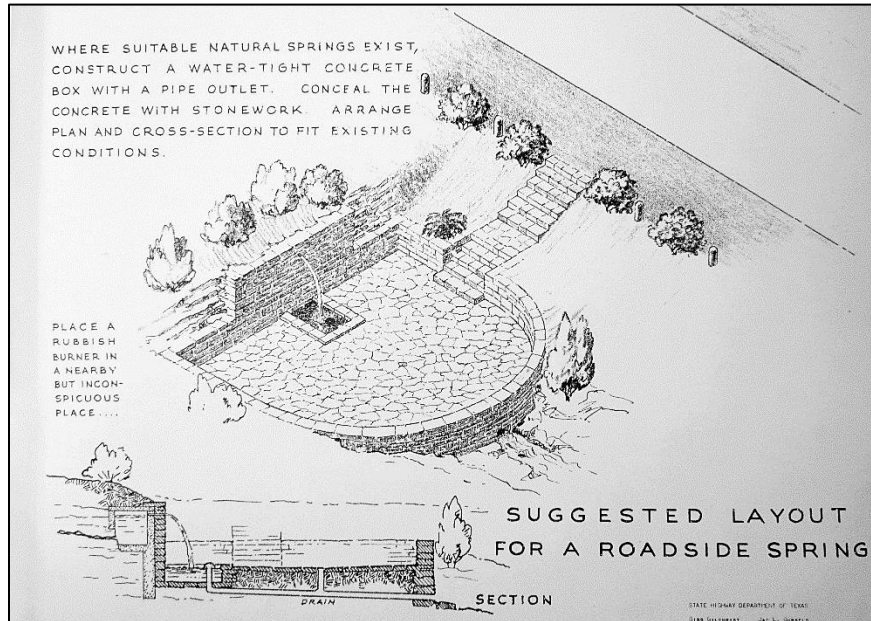 WHERE SUITABLE NATURAL SPRINGS EXIST,
CONSTRUCT A WATER-TIGHT CONCRETE
BOX WITH A PIPE OUTLET. CONCEAL THE
CONCRETE WITH STONEWORK. ARRANGE
PLAN AND CROSS-SECTION TO FIT EXISTING
CONDITIONS.
PLACE A
RUBBISH
BURNER IN
A NEARBY
BUT INCON-
SPICUOUS
PLACE....
SUGGESTED LAYOUT
FOR A ROADSIDE SPRING
DRAIN
SECTION
STATE HIGHWAY DEPARTMENT OF TEXAS